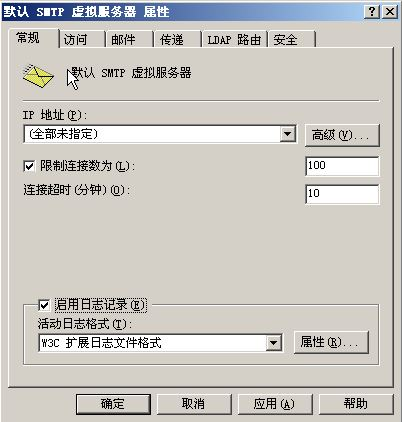 默认 SMTP 虚拟服务器 属性
常规 访问 邮件 传递 LDAP 路由 安全
默认 SMTP 虚拟服务器
IP 地址(P):
(全部未指定) 高级(V)...
限制连接数为(L): 100
连接超时(分钟)(O): 10
启用日志记录(E)
活动日志格式(T):
W3C 扩展日志文件格式 属性(R)...
确定 取消 应用(A) 帮助